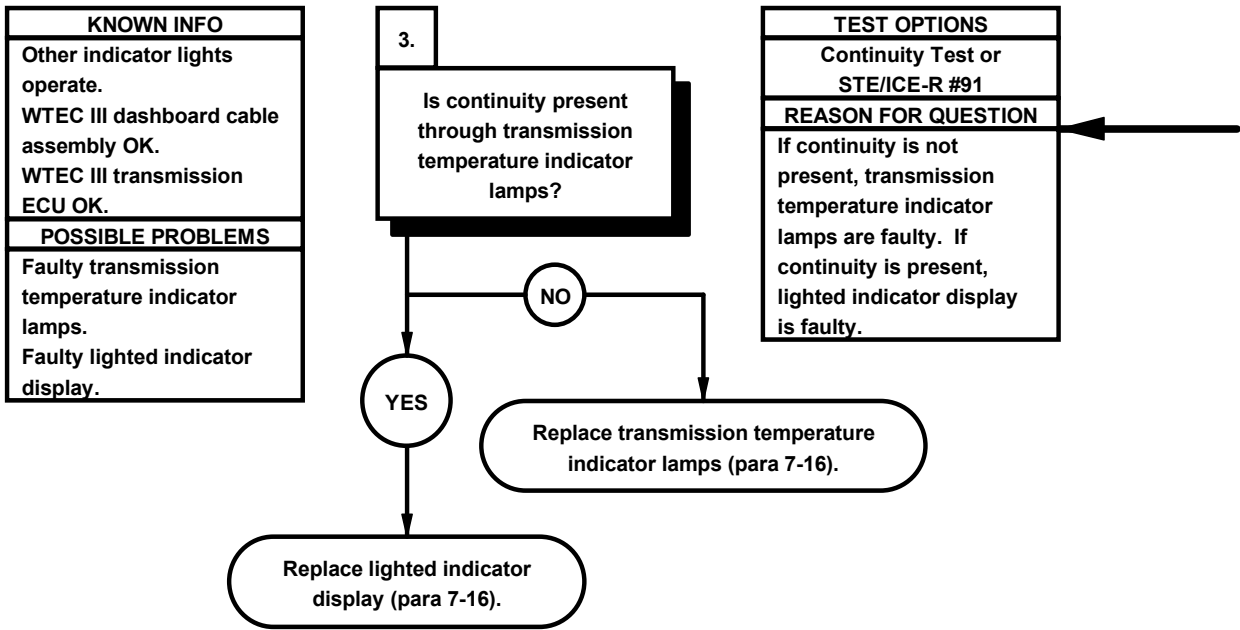 KNOWN INFO
Other indicator lights
operate.
WTEC III dashboard cable
assembly OK.
WTEC III transmission
ECU OK.
POSSIBLE PROBLEMS
Faulty transmission
temperature indicator
lamps.
Faulty lighted indicator
display.
3.
Is continuity present
through transmission
temperature indicator
lamps?
NO
YES
Replace transmission temperature
indicator lamps (para 7-16).
Replace lighted indicator
display (para 7-16).
TEST OPTIONS
Continuity Test or
STE/ICE-R #91
REASON FOR QUESTION
If continuity is not
present, transmission
temperature indicator
lamps are faulty.  If
continuity is present,
lighted indicator display
is faulty.